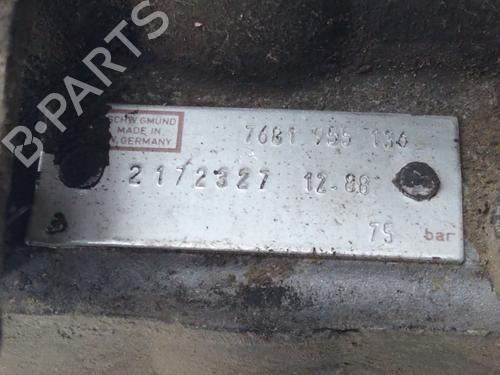 SCHW.GMÜND
MADE IN
W.GERMANY
7681 955 136
2172327 12-88
75 bar
B-PARTS